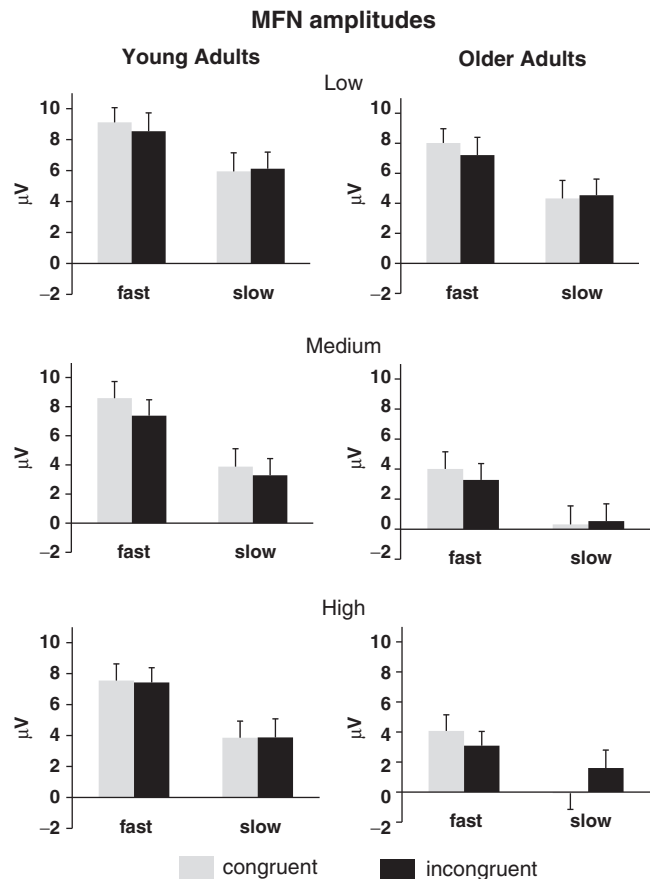 MFN amplitudes
Young Adults
Older Adults
Low
10
8
6
4
2
0
−2
µV
fast
slow
10
8
6
4
2
0
−2
µV
fast
slow
Medium
10
8
6
4
2
0
−2
µV
fast
slow
10
8
6
4
2
0
−2
µV
fast
slow
High
10
8
6
4
2
0
−2
µV
fast
slow
10
8
6
4
2
0
−2
µV
fast
slow
congruent
incongruent